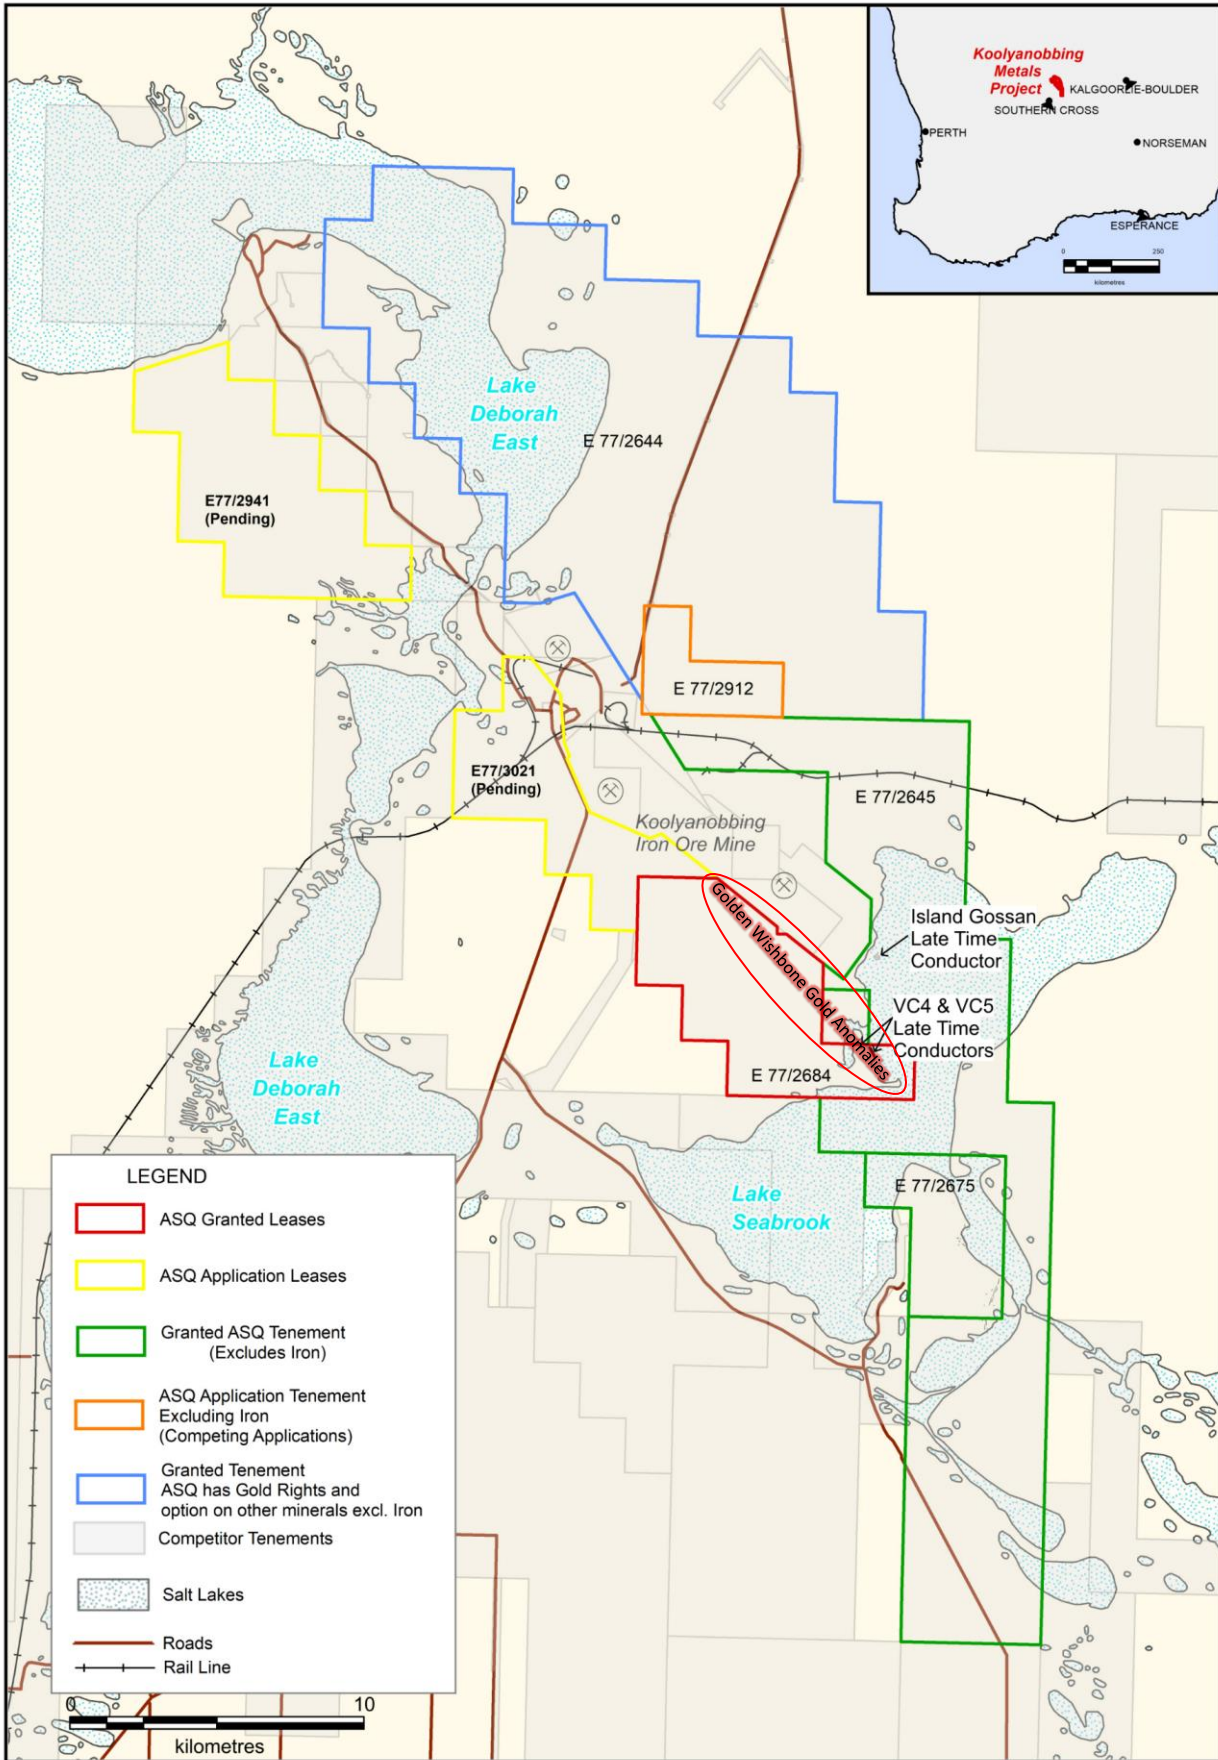 Koolyanobbing
Metals
Project
KALGOORLIE-BOULDER
SOUTHERN CROSS
PERTH
NORSEMAN
ESPERANCE
0 250
kilometres
Lake
Deborah
East
E 77/2644
E77/2941
(Pending)
E 77/2912
E77/3021
(Pending)
E 77/2645
Koolyanobbing
Iron Ore Mine
Golden Wishbone Gold Anomalies
Island Gossan
Late Time
Conductor
VC4 & VC5
Late Time
Conductors
E 77/2684
Lake
Deborah
East
Lake
Seabrook
E 77/2675
LEGEND
ASQ Granted Leases
ASQ Application Leases
Granted ASQ Tenement
(Excludes Iron)
ASQ Application Tenement
Excluding Iron
(Competing Applications)
Granted Tenement
ASQ has Gold Rights and
option on other minerals excl. Iron
Competitor Tenements
Salt Lakes
Roads
Rail Line
0 10
kilometres